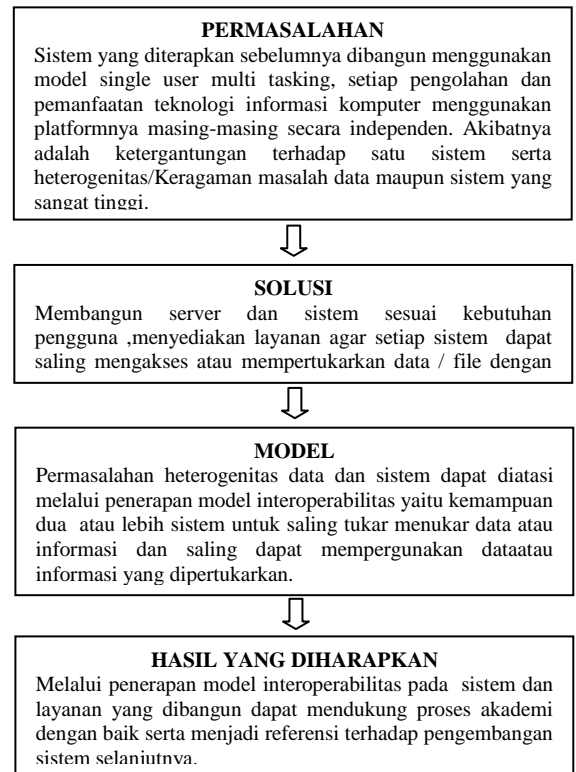 PERMASALAHAN
Sistem yang diterapkan sebelumnya dibangun menggunakan
model single user multi tasking, setiap pengolahan dan
pemanfaatan teknologi informasi komputer menggunakan
platformnya masing-masing secara independen. Akibatnya
adalah ketergantungan terhadap satu sistem serta
heterogenitas/Keragaman masalah data maupun sistem yang
sangat tinggi.
SOLUSI
Membangun server dan sistem sesuai kebutuhan
pengguna ,menyediakan layanan agar setiap sistem dapat
saling mengakses atau mempertukarkan data / file dengan
MODEL
Permasalahan heterogenitas data dan sistem dapat diatasi
melalui penerapan model interoperabilitas yaitu kemampuan
dua atau lebih sistem untuk saling tukar menukar data atau
informasi dan saling dapat mempergunakan dataatau
informasi yang dipertukarkan.
HASIL YANG DIHARAPKAN
Melalui penerapan model interoperabilitas pada sistem dan
layanan yang dibangun dapat mendukung proses akademi
dengan baik serta menjadi referensi terhadap pengembangan
sistem selanjutnya.